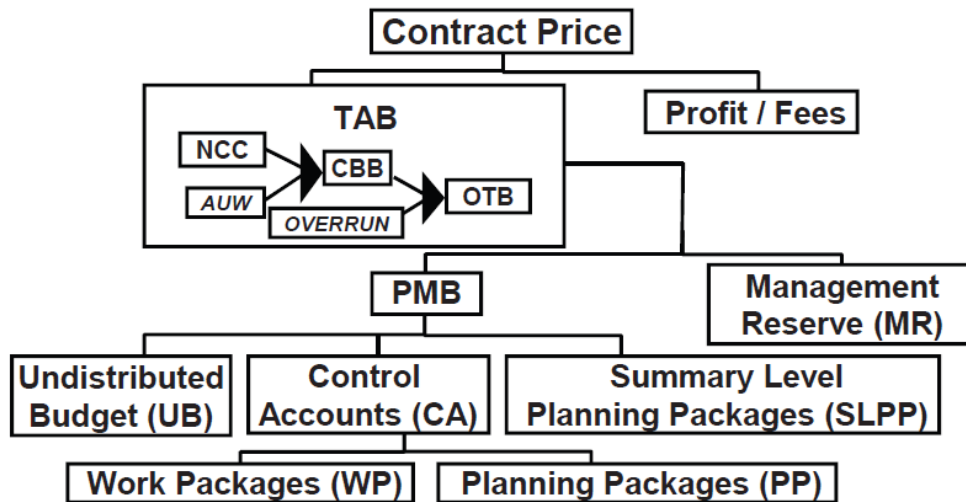 Contract Price
TAB
Profit / Fees
NCC
CBB
AUW
OTB
OVERRUN
PMB
Management
Reserve (MR)
Undistributed
Budget (UB)
Control
Accounts (CA)
Summary Level
Planning Packages (SLPP)
Work Packages (WP)
Planning Packages (PP)